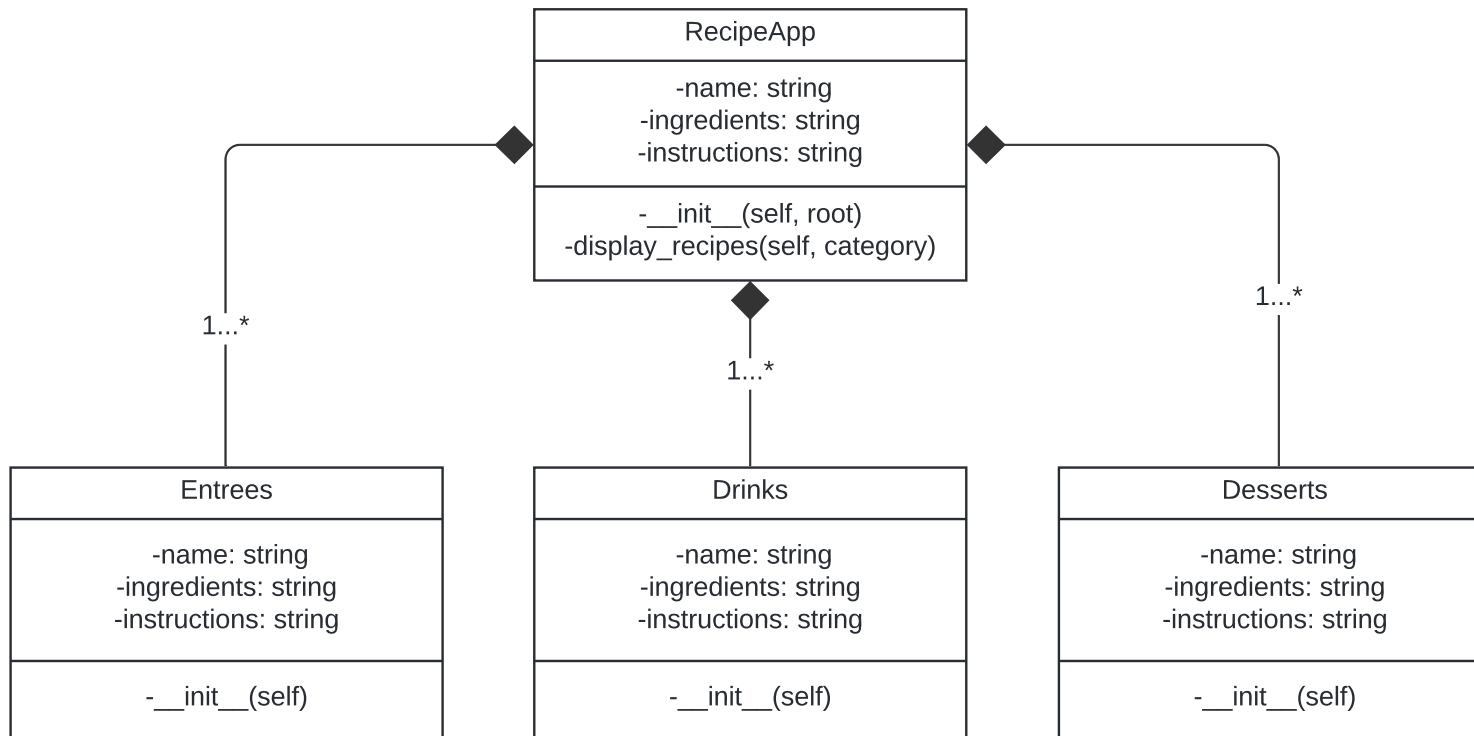 RecipeApp
-name: string
-ingredients: string
-instructions: string
-__init__(self, root)
-display_recipes(self, category)
1...*
1...*
1...*
Entrees
-name: string
-ingredients: string
-instructions: string
-__init__(self)
Drinks
-name: string
-ingredients: string
-instructions: string
-__init__(self)
Desserts
-name: string
-ingredients: string
-instructions: string
-__init__(self)